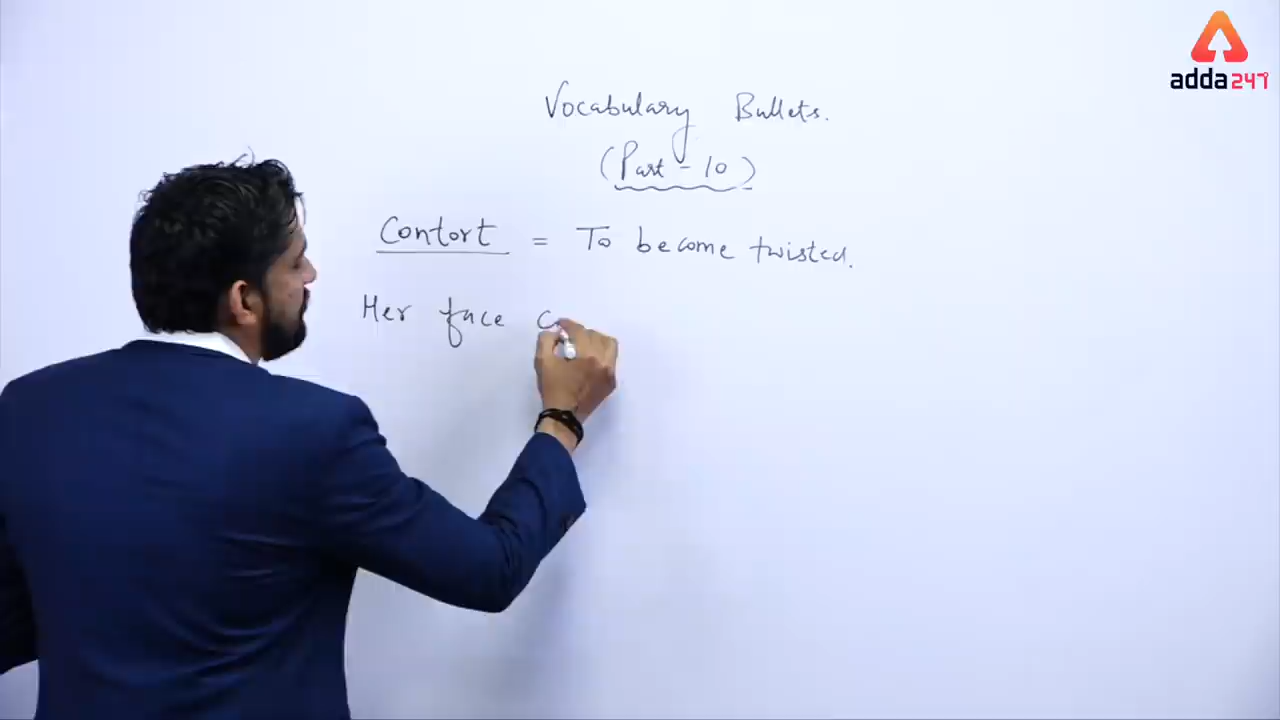 adda247
Vocabulary Bullets.
(Part - 10)
Contort = To become twisted.
Her face